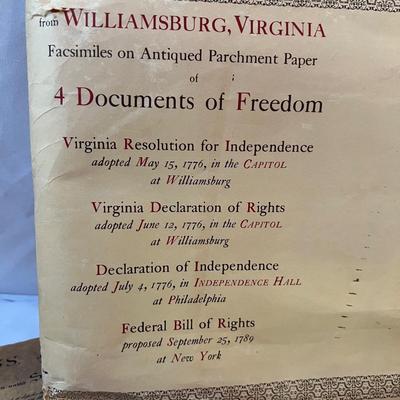 from WILLIAMSBURG, VIRGINIA
Facsimiles on Antiqued Parchment Paper
of
4 Documents of Freedom
Virginia Resolution for Independence
adopted May 15, 1776, in the CAPITOL
at Williamsburg
Virginia Declaration of Rights
adopted June 12, 1776, in the CAPITOL
at Williamsburg
Declaration of Independence
adopted July 4, 1776, in INDEPENDENCE HALL
at Philadelphia
Federal Bill of Rights
proposed September 25, 1789
at New York